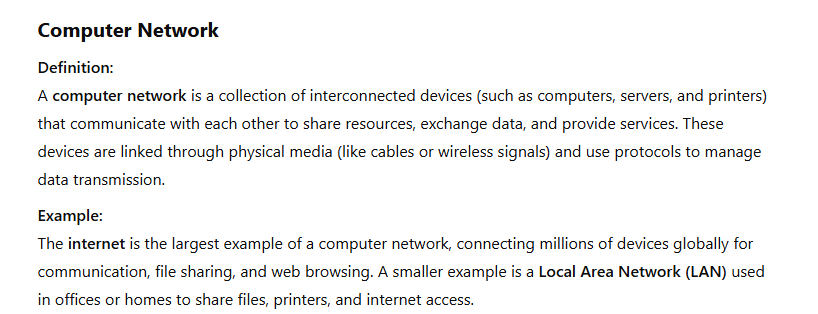 Computer Network
Definition:
A computer network is a collection of interconnected devices (such as computers, servers, and printers)
that communicate with each other to share resources, exchange data, and provide services. These
devices are linked through physical media (like cables or wireless signals) and use protocols to manage
data transmission.
Example:
The internet is the largest example of a computer network, connecting millions of devices globally for
communication, file sharing, and web browsing. A smaller example is a Local Area Network (LAN) used
in offices or homes to share files, printers, and internet access.